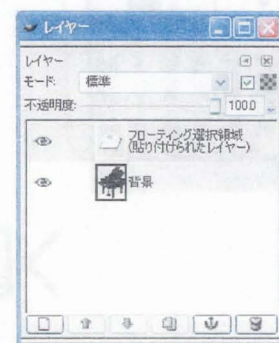 レイヤー
レイヤー
モード: 標準
不透明度: 100.0
フローティング選択領域
(貼り付けられたレイヤー)
背景